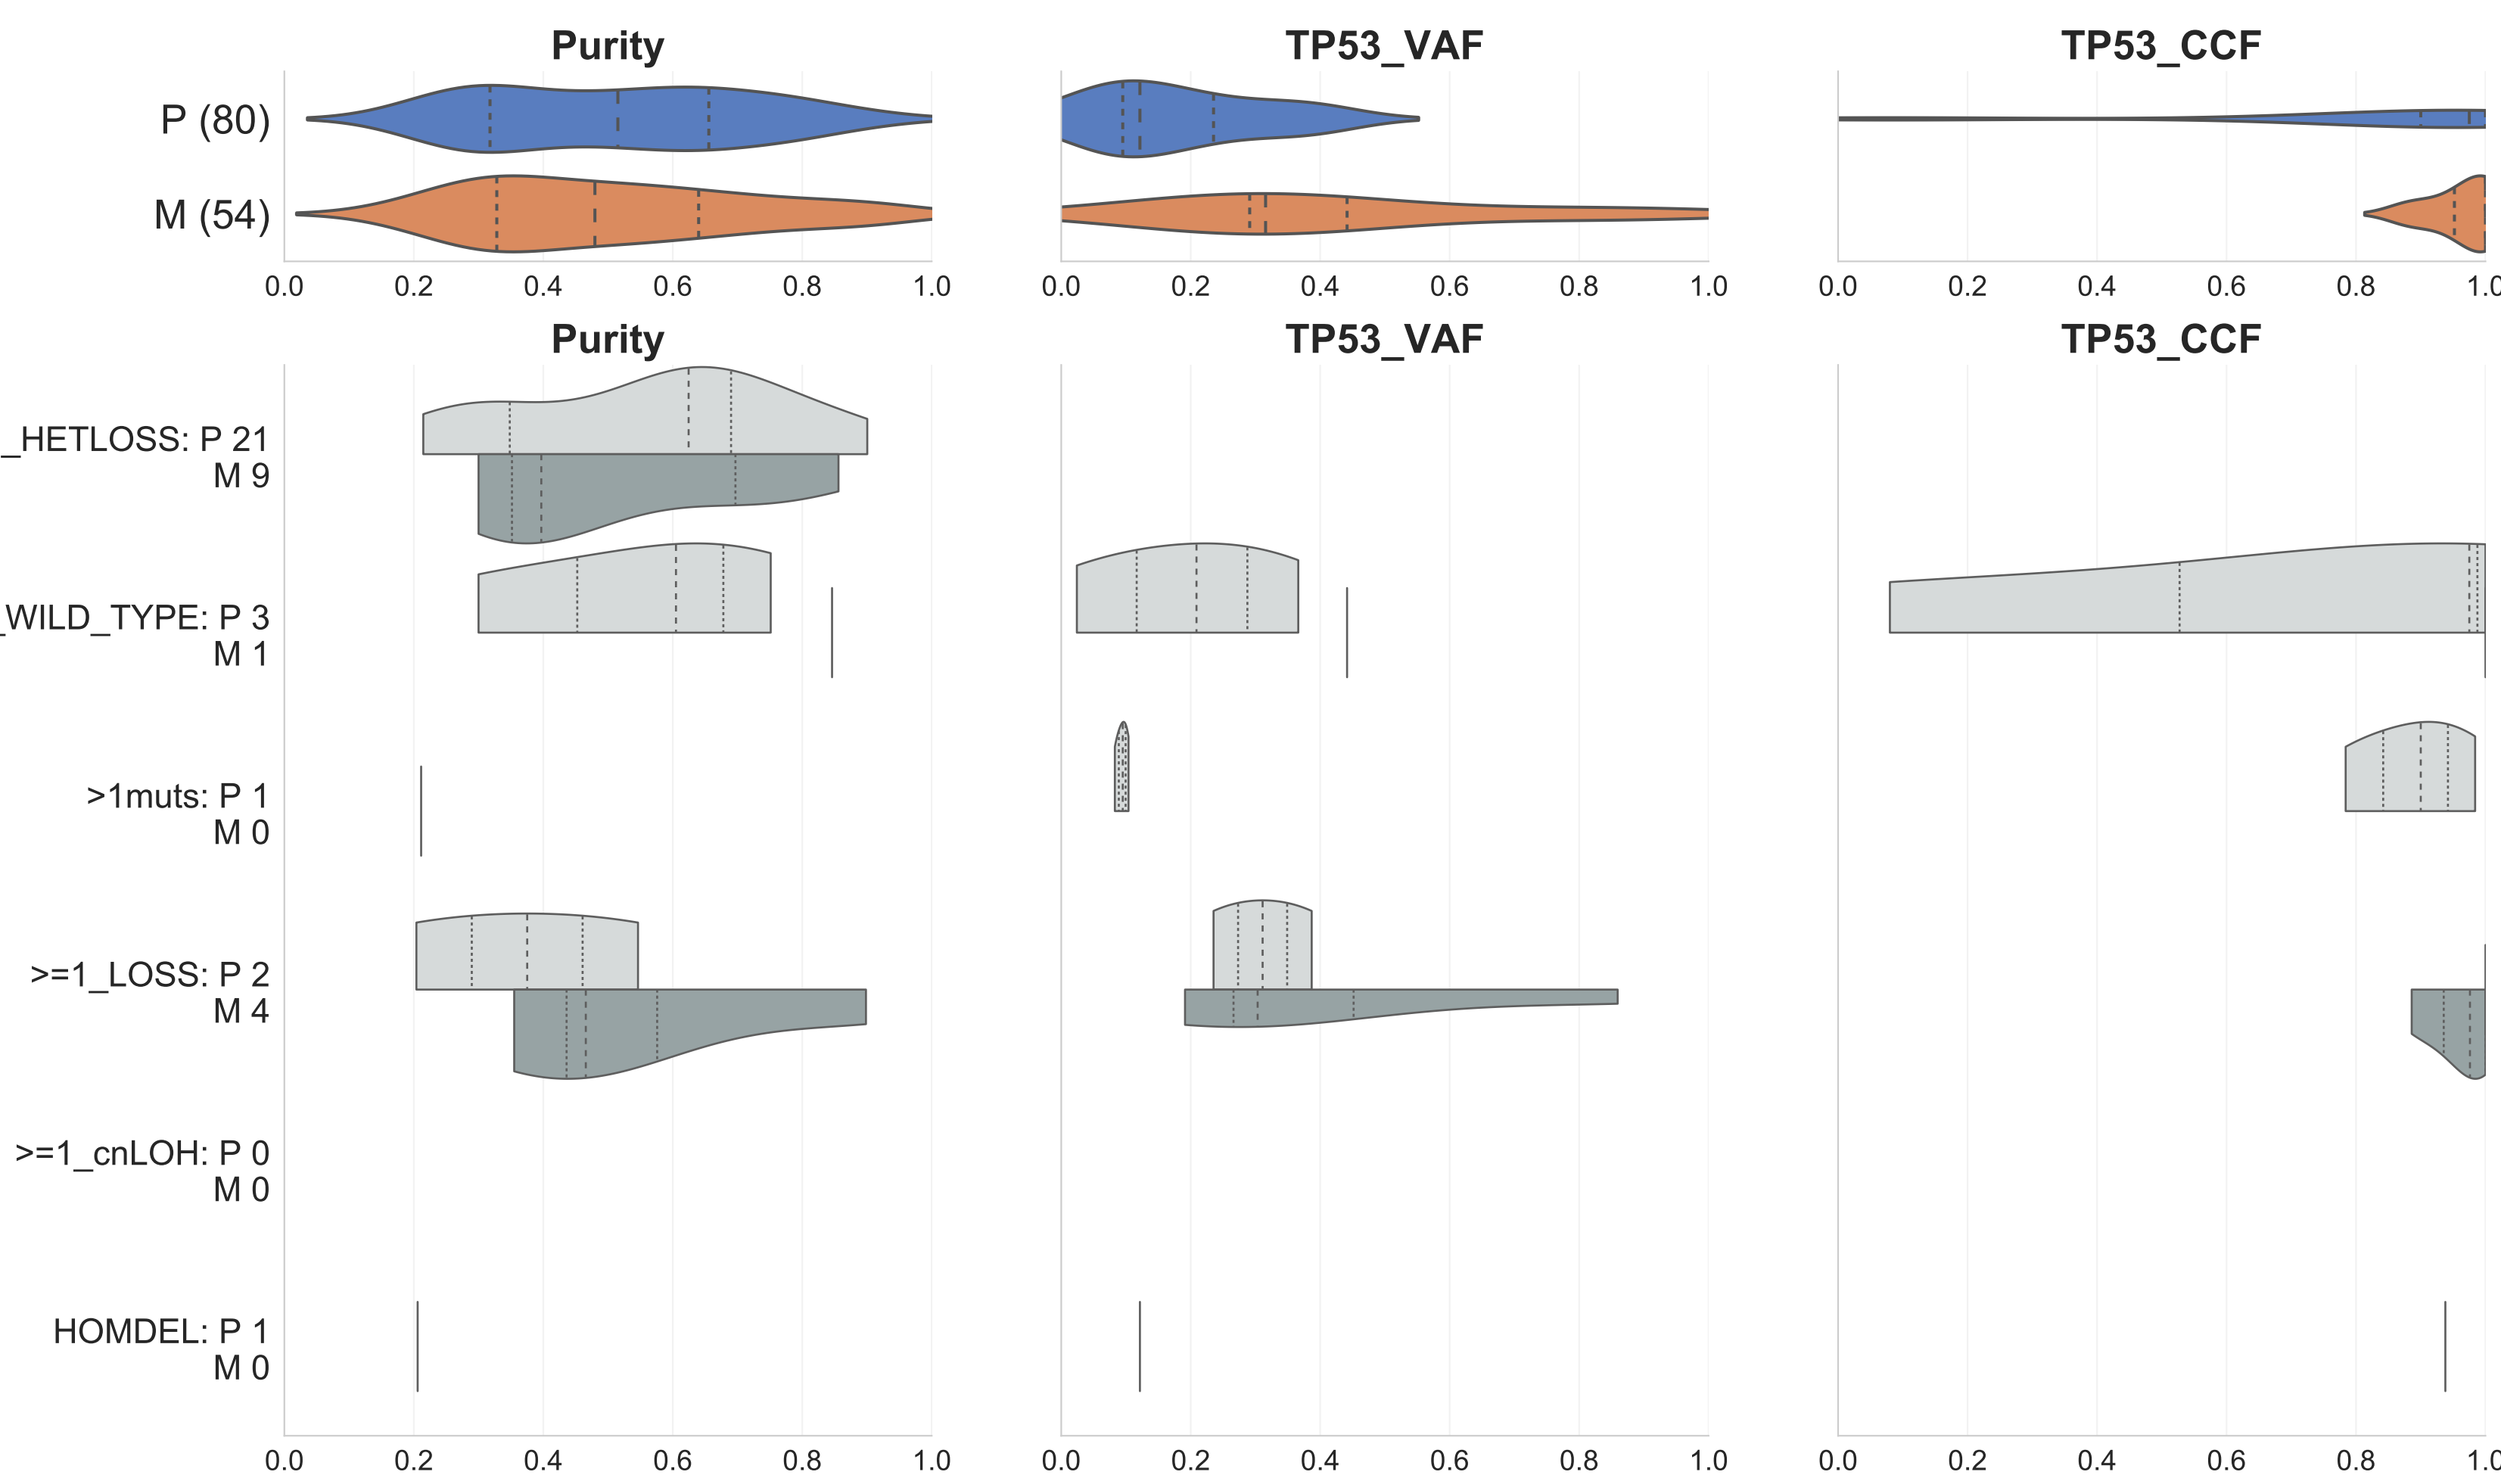 Purity TP53_VAF TP53_CCF
P (80)
M (54)
0.0 0.2 0.4 0.6 0.8 1.0 0.0 0.2 0.4 0.6 0.8 1.0 0.0 0.2 0.4 0.6 0.8 1.0
Purity TP53_VAF TP53_CCF
_HETLOSS: P 21
M 9
_WILD_TYPE: P 3
M 1
>1muts: P 1
M 0
>=1_LOSS: P 2
M 4
>=1_cnLOH: P 0
M 0
HOMDEL: P 1
M 0
0.0 0.2 0.4 0.6 0.8 1.0 0.0 0.2 0.4 0.6 0.8 1.0 0.0 0.2 0.4 0.6 0.8 1.0